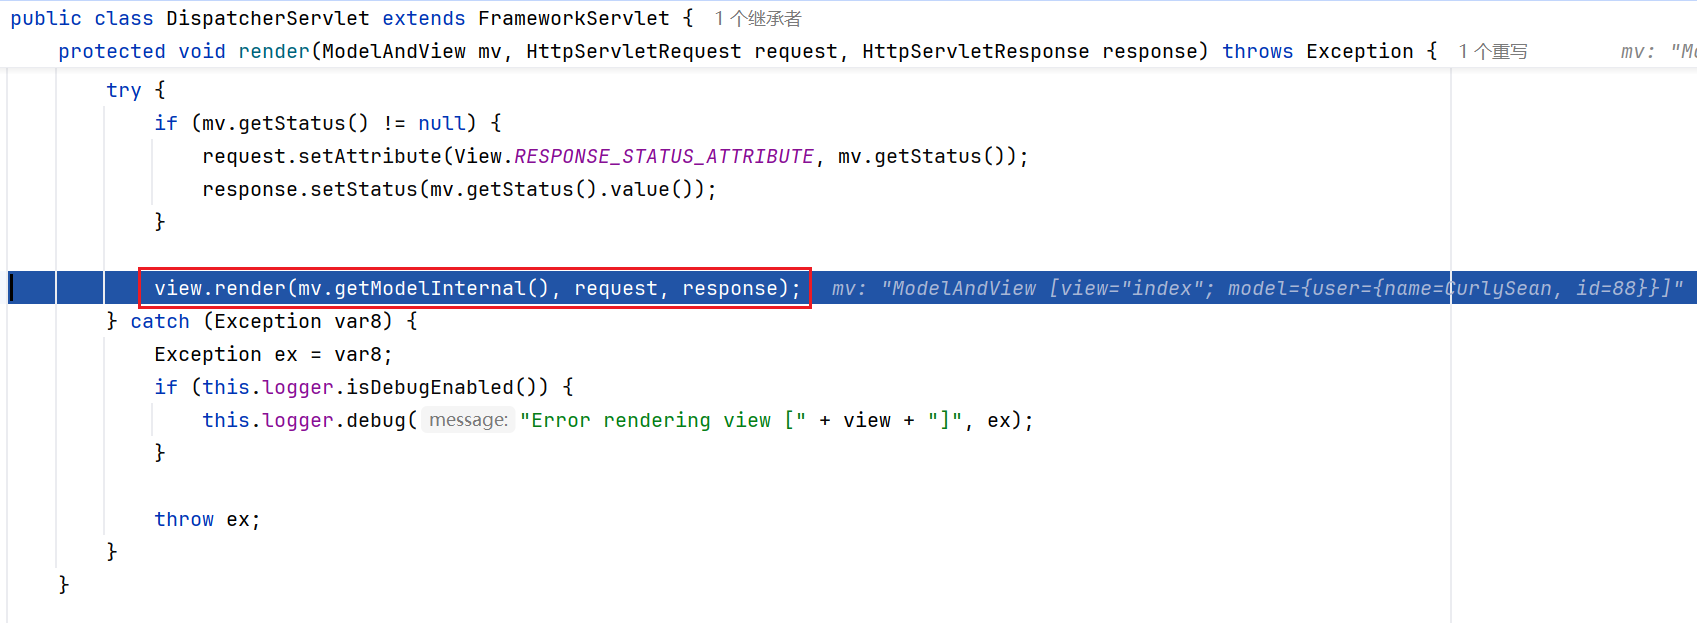 public class DispatcherServlet extends FrameworkServlet {  1 个继承者
    protected void render(ModelAndView mv, HttpServletRequest request, HttpServletResponse response) throws Exception {  1 个重写    mv: "Mo
        try {
            if (mv.getStatus() != null) {
                request.setAttribute(View.RESPONSE_STATUS_ATTRIBUTE, mv.getStatus());
                response.setStatus(mv.getStatus().value());
            }
            view.render(mv.getModelInternal(), request, response);  mv: "ModelAndView [view="index"; model={user={name=CurlySean, id=88}}]"
        } catch (Exception var8) {
            Exception ex = var8;
            if (this.logger.isDebugEnabled()) {
                this.logger.debug( message: "Error rendering view [" + view + "]", ex);
            }
            throw ex;
        }
    }